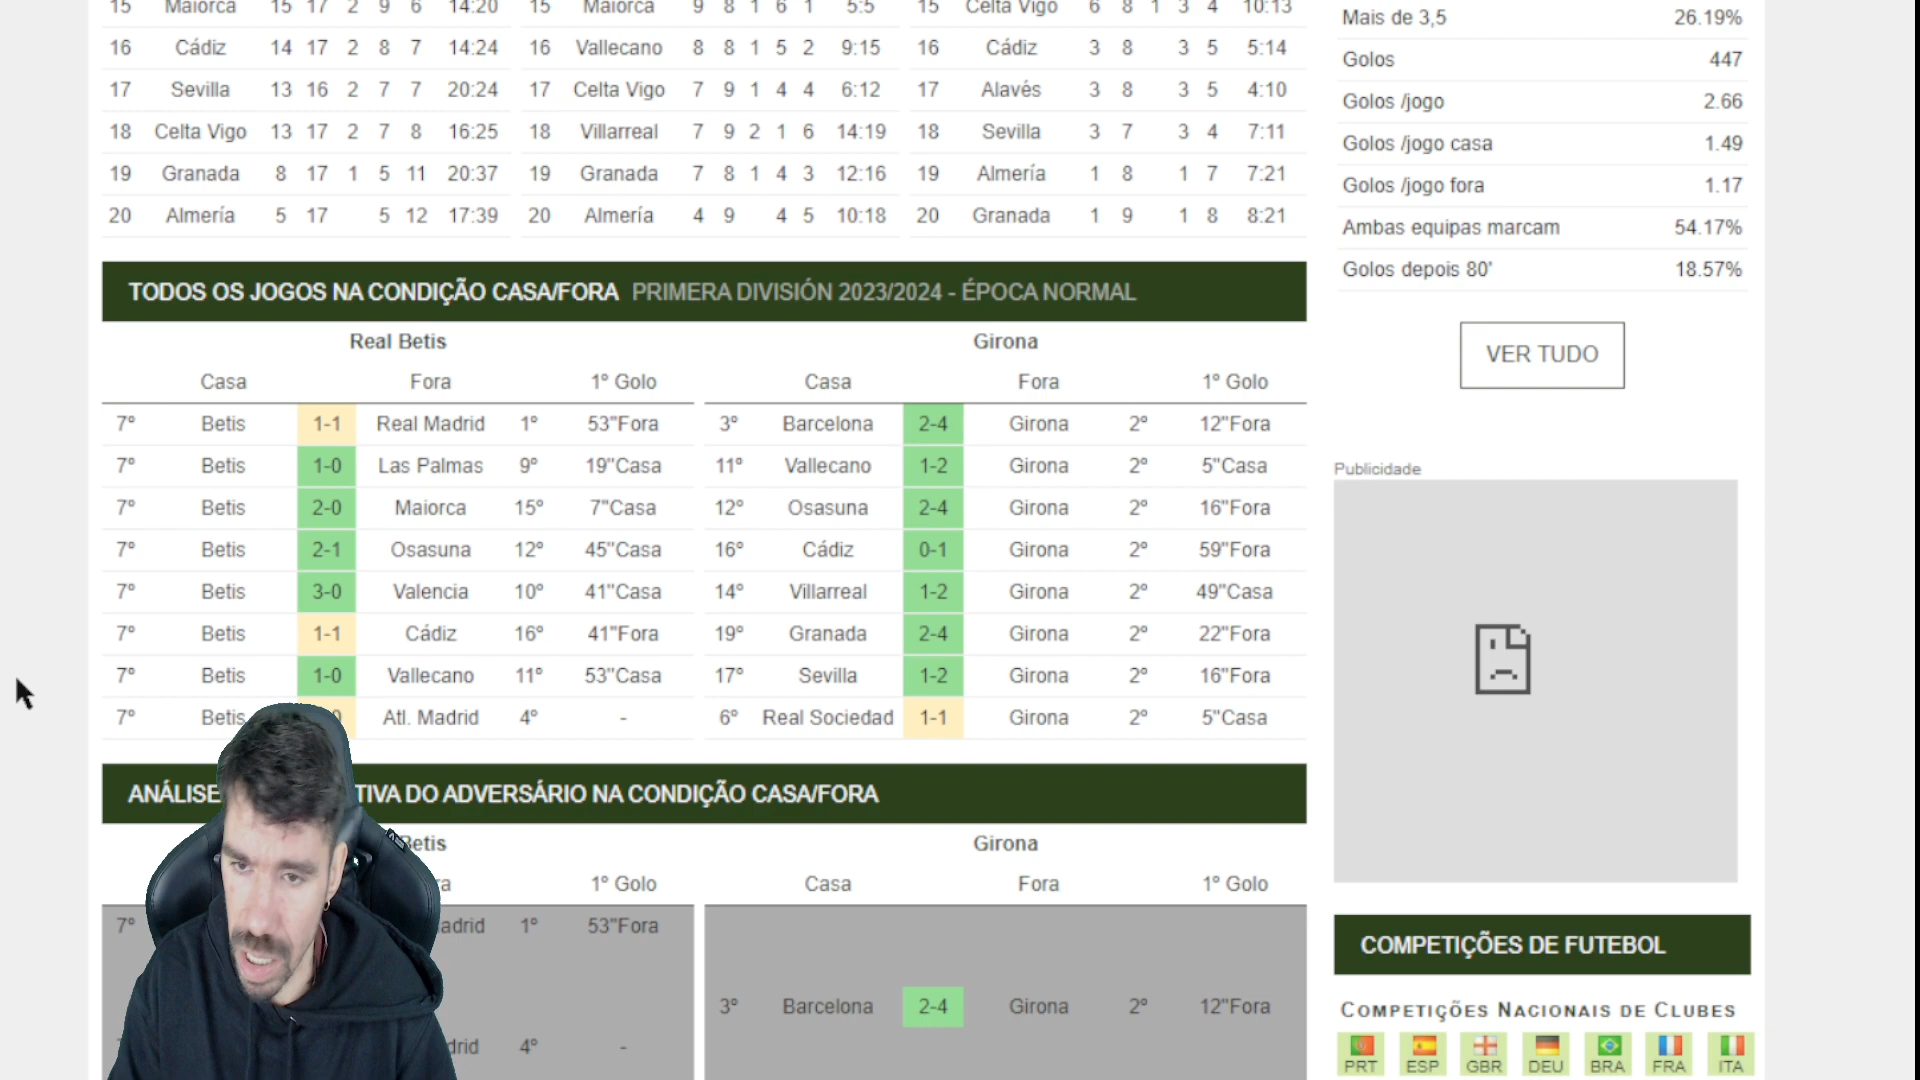 15 Maiorca 15 17 2 9 6 14:20 15 Maiorca 9 8 1 6 1 5:5 15 Celta Vigo 6 8 1 3 4 10:13
16 Cádiz 14 17 2 8 7 14:24 16 Vallecano 8 8 1 5 2 9:15 16 Cádiz 3 8 3 5 5:14
17 Sevilla 13 16 2 7 7 20:24 17 Celta Vigo 7 9 1 4 4 6:12 17 Alavés 3 8 3 5 4:10
18 Celta Vigo 13 17 2 7 8 16:25 18 Villarreal 7 9 2 1 6 14:19 18 Sevilla 3 7 3 4 7:11
19 Granada 8 17 1 5 11 20:37 19 Granada 7 8 1 4 3 12:16 19 Almería 1 8 1 7 7:21
20 Almería 5 17 5 12 17:39 20 Almería 4 9 4 5 10:18 20 Granada 1 9 1 8 8:21
TODOS OS JOGOS NA CONDIÇÃO CASA/FORA PRIMERA DIVISIÓN 2023/2024 - ÉPOCA NORMAL
Real Betis Girona
Casa Fora 1º Golo Casa Fora 1º Golo
7º Betis 1-1 Real Madrid 1º 53"Fora 3º Barcelona 2-4 Girona 2º 12"Fora
7º Betis 1-0 Las Palmas 9º 19"Casa 11º Vallecano 1-2 Girona 2º 5"Casa
7º Betis 2-0 Maiorca 15º 7"Casa 12º Osasuna 2-4 Girona 2º 16"Fora
7º Betis 2-1 Osasuna 12º 45"Casa 16º Cádiz 0-1 Girona 2º 59"Fora
7º Betis 3-0 Valencia 10º 41"Casa 14º Villarreal 1-2 Girona 2º 49"Casa
7º Betis 1-1 Cádiz 16º 41"Fora 19º Granada 2-4 Girona 2º 22"Fora
7º Betis 1-0 Vallecano 11º 53"Casa 17º Sevilla 1-2 Girona 2º 16"Fora
7º Betis Atl. Madrid 4º - 6º Real Sociedad 1-1 Girona 2º 5"Casa
ANÁLISE TIVA DO ADVERSÁRIO NA CONDIÇÃO CASA/FORA
Betis Girona
ra 1º Golo Casa Fora 1º Golo
7º adrid 1º 53"Fora
3º Barcelona 2-4 Girona 2º 12"Fora
drid 4º -
Mais de 3,5 26.19%
Golos 447
Golos /jogo 2.66
Golos /jogo casa 1.49
Golos /jogo fora 1.17
Ambas equipas marcam 54.17%
Golos depois 80' 18.57%
VER TUDO
Publicidade
COMPETIÇÕES DE FUTEBOL
COMPETIÇÕES NACIONAIS DE CLUBES
PRT ESP GBR DEU BRA FRA ITA